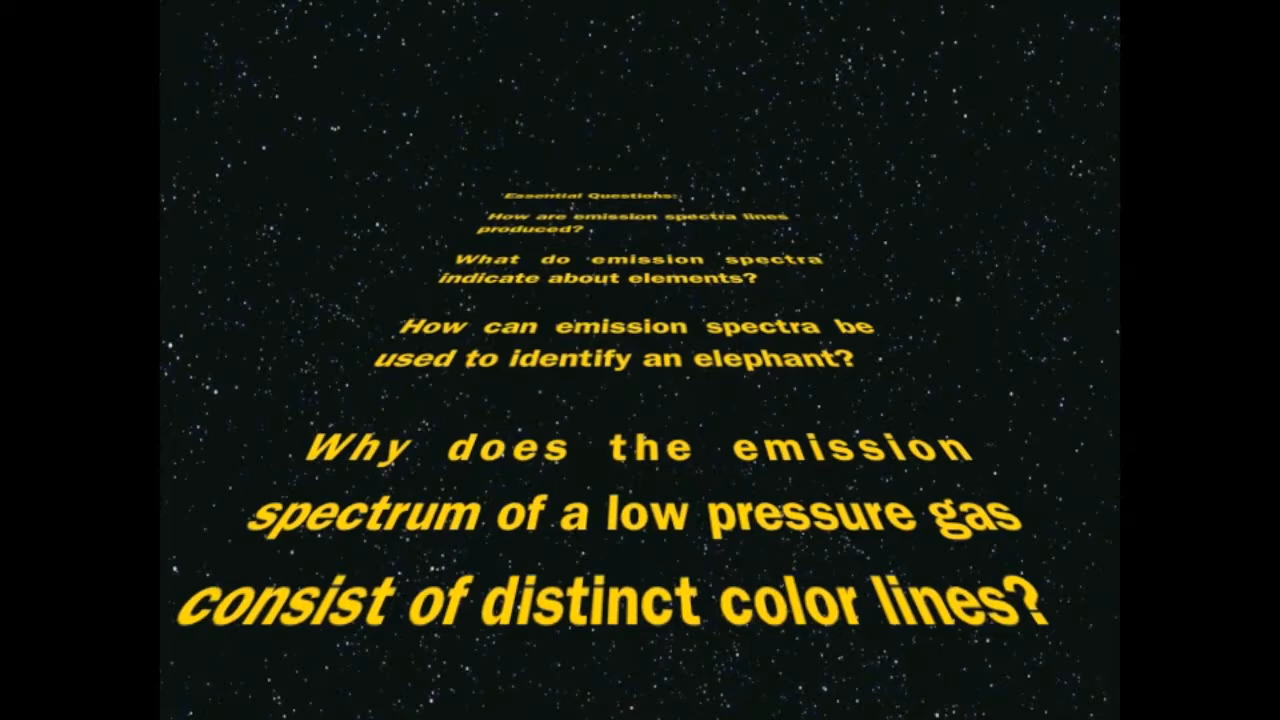 Essential Questions:
How are emission spectra lines
produced?
What do emission spectra
indicate about elements?
How can emission spectra be
used to identify an elephant?
Why does the emission
spectrum of a low pressure gas
consist of distinct color lines?